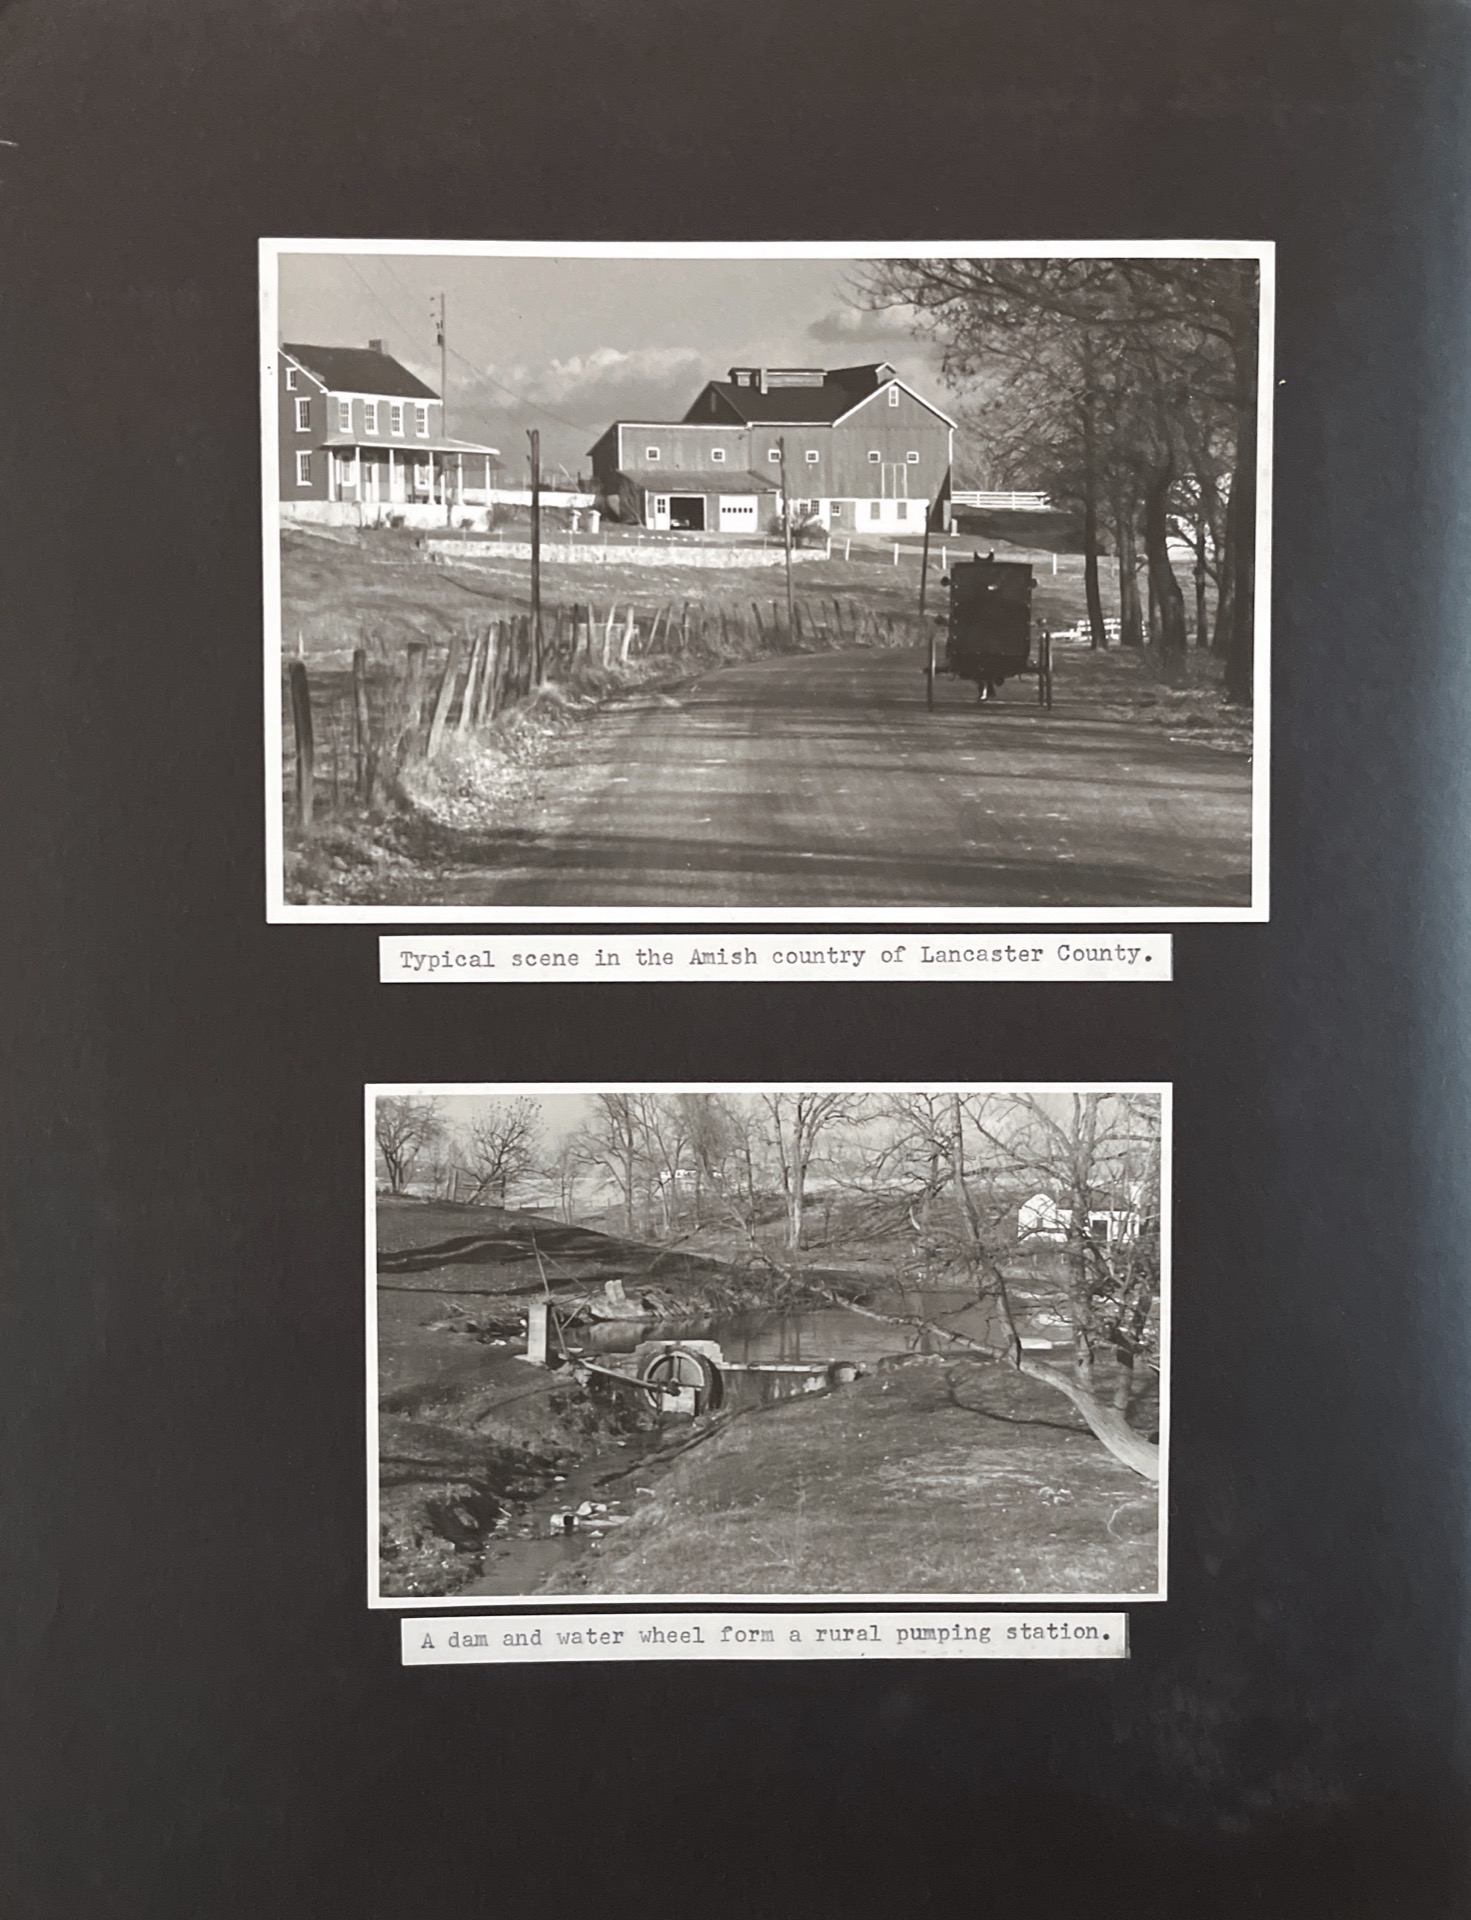 Typical scene in the Amish country of Lancaster County.
A dam and water wheel form a rural pumping station.